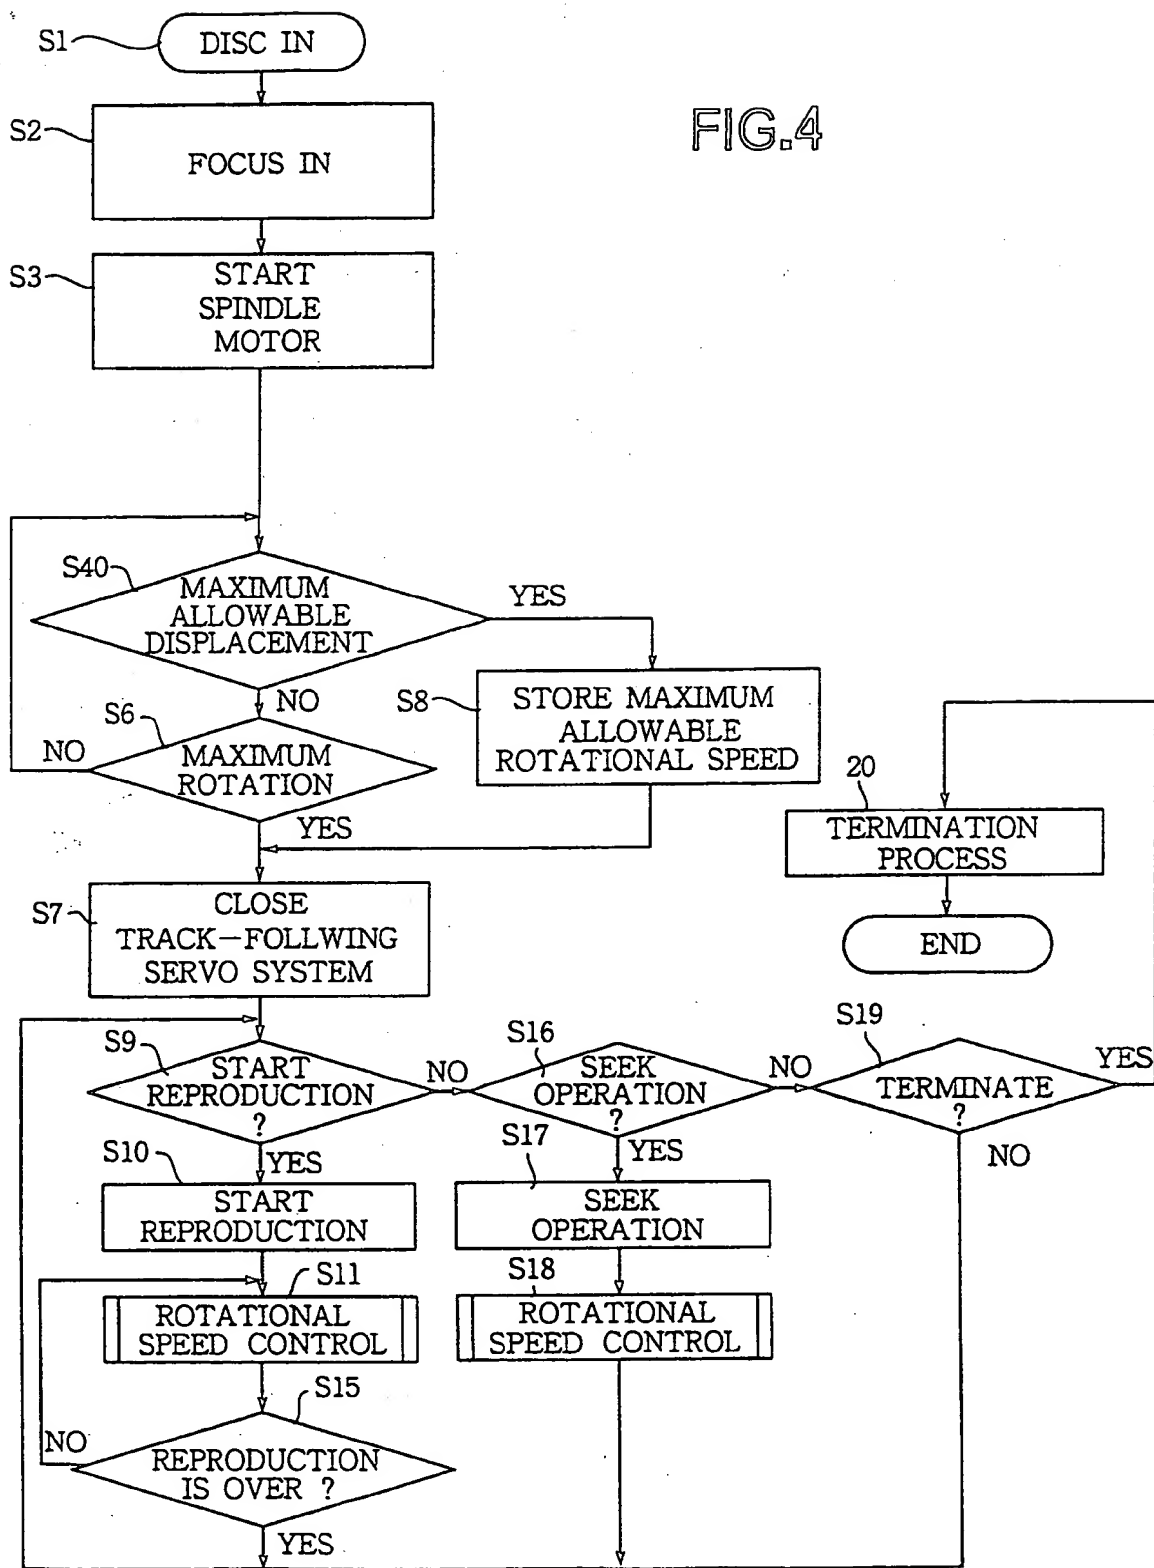 S1
DISC IN
FIG.4
S2
FOCUS IN
S3
START
SPINDLE
MOTOR
S40
MAXIMUM
ALLOWABLE
DISPLACEMENT
YES
NO
S8
STORE MAXIMUM
ALLOWABLE
ROTATIONAL SPEED
S6
NO
MAXIMUM
ROTATION
YES
20
TERMINATION
PROCESS
END
S7
CLOSE
TRACK-FOLLWING
SERVO SYSTEM
S9
START
REPRODUCTION
?
NO
YES
S16
SEEK
OPERATION
?
NO
YES
S19
TERMINATE
?
YES
NO
S10
START
REPRODUCTION
S17
SEEK
OPERATION
S11
ROTATIONAL
SPEED CONTROL
S18
ROTATIONAL
SPEED CONTROL
S15
NO
REPRODUCTION
IS OVER ?
YES